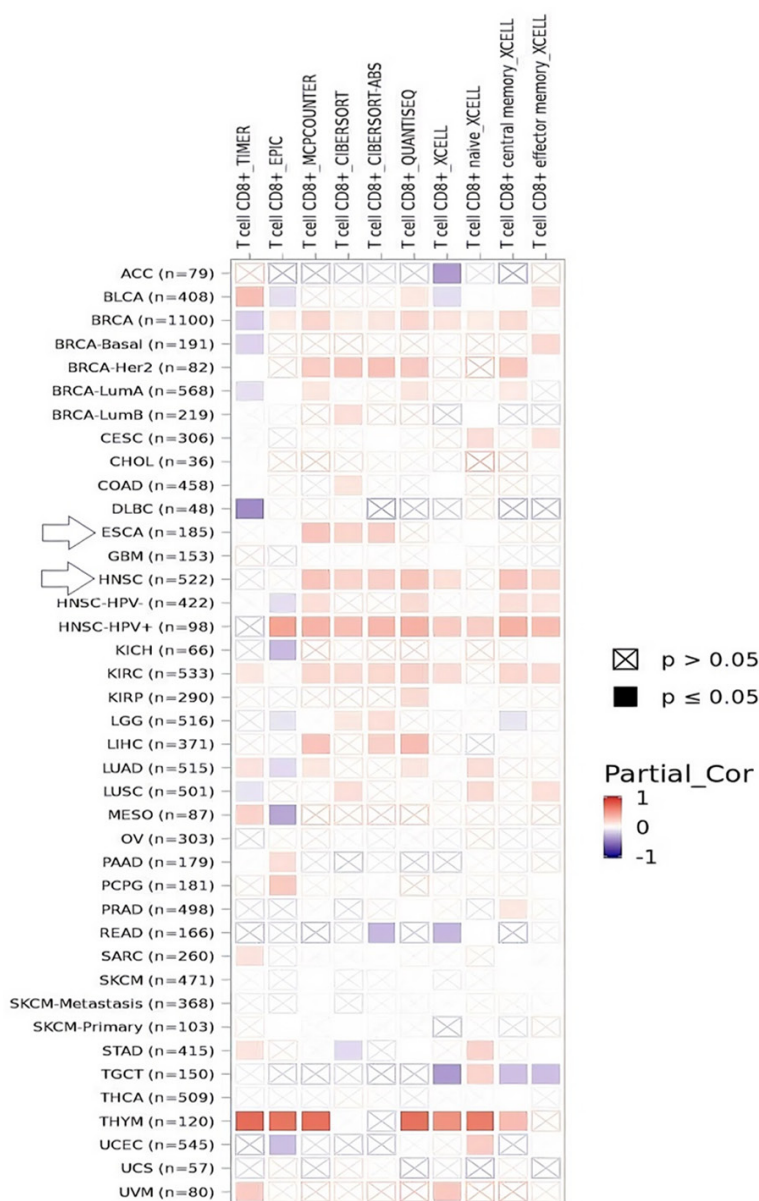 T cell CD8+_TIMER
T cell CD8+_EPIC
T cell CD8+_MCPCOUNTER
T cell CD8+_CIBERSORT
T cell CD8+_CIBERSORT-ABS
T cell CD8+_QUANTISEQ
T cell CD8+_XCELL
T cell CD8+ naive_XCELL
T cell CD8+ central memory_XCELL
T cell CD8+ effector memory_XCELL
ACC (n=79)
BLCA (n=408)
BRCA (n=1100)
BRCA-Basal (n=191)
BRCA-Her2 (n=82)
BRCA-LumA (n=568)
BRCA-LumB (n=219)
CESC (n=306)
CHOL (n=36)
COAD (n=458)
DLBC (n=48)
ESCA (n=185)
GBM (n=153)
HNSC (n=522)
HNSC-HPV- (n=422)
HNSC-HPV+ (n=98)
KICH (n=66)
KIRC (n=533)
KIRP (n=290)
LGG (n=516)
LIHC (n=371)
LUAD (n=515)
LUSC (n=501)
MESO (n=87)
OV (n=303)
PAAD (n=179)
PCPG (n=181)
PRAD (n=498)
READ (n=166)
SARC (n=260)
SKCM (n=471)
SKCM-Metastasis (n=368)
SKCM-Primary (n=103)
STAD (n=415)
TGCT (n=150)
THCA (n=509)
THYM (n=120)
UCEC (n=545)
UCS (n=57)
UVM (n=80)
p > 0.05
p ≤ 0.05
Partial_Cor
1
0
-1